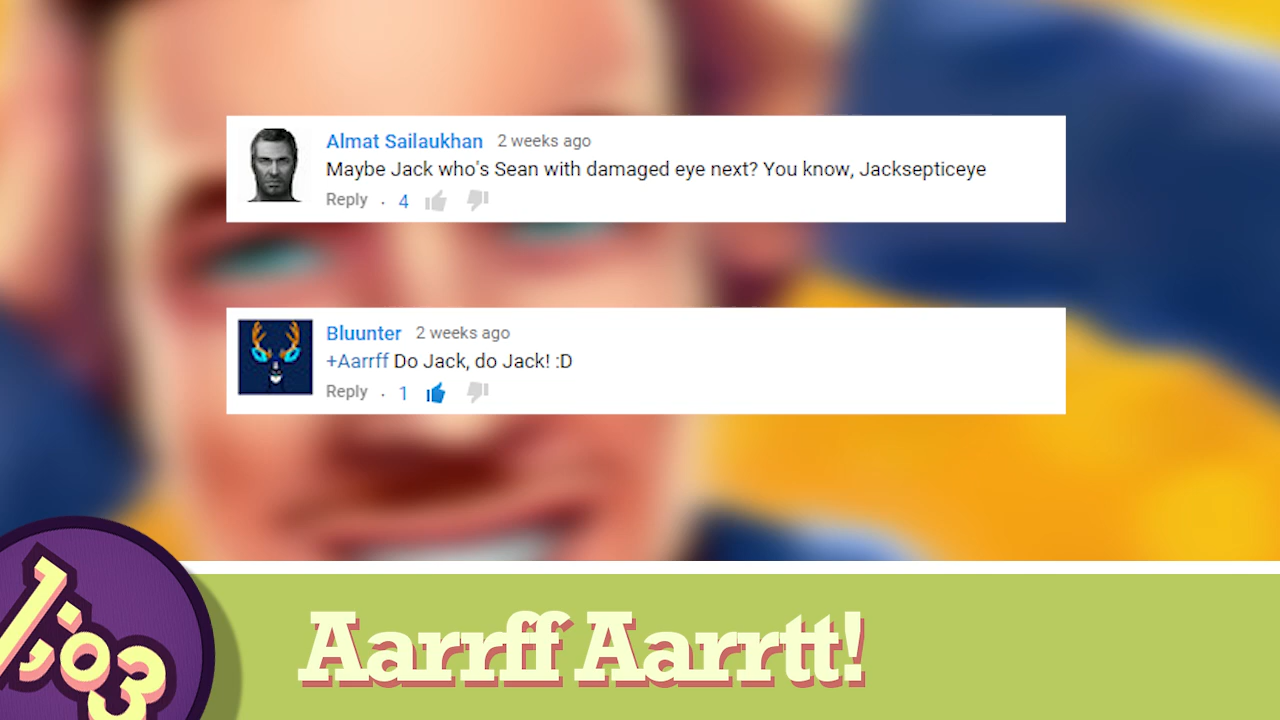 Almat Sailaukhan 2 weeks ago
Maybe Jack who's Sean with damaged eye next? You know, Jacksepticeye
Reply . 4
Bluunter 2 weeks ago
+Aarrff Do Jack, do Jack! :D
Reply . 1
1:03
Aarrff Aarrtt!